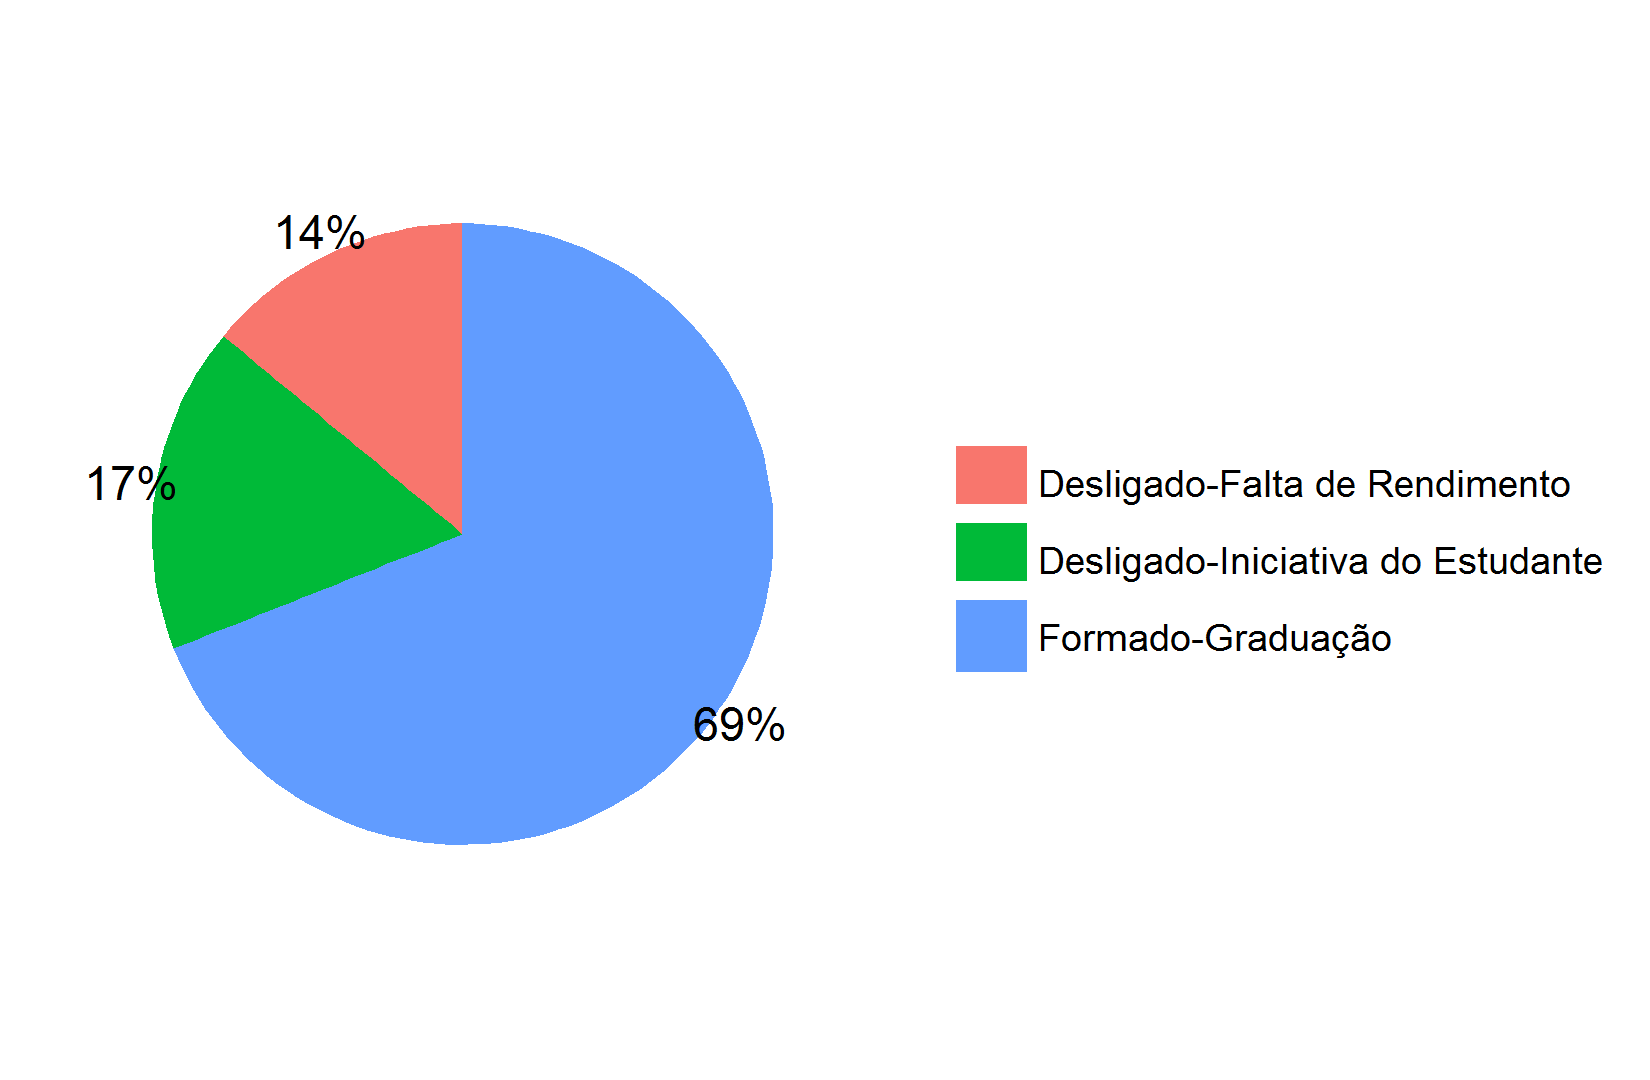 14%
17%
69%
Desligado-Falta de Rendimento
Desligado-Iniciativa do Estudante
Formado-Graduação